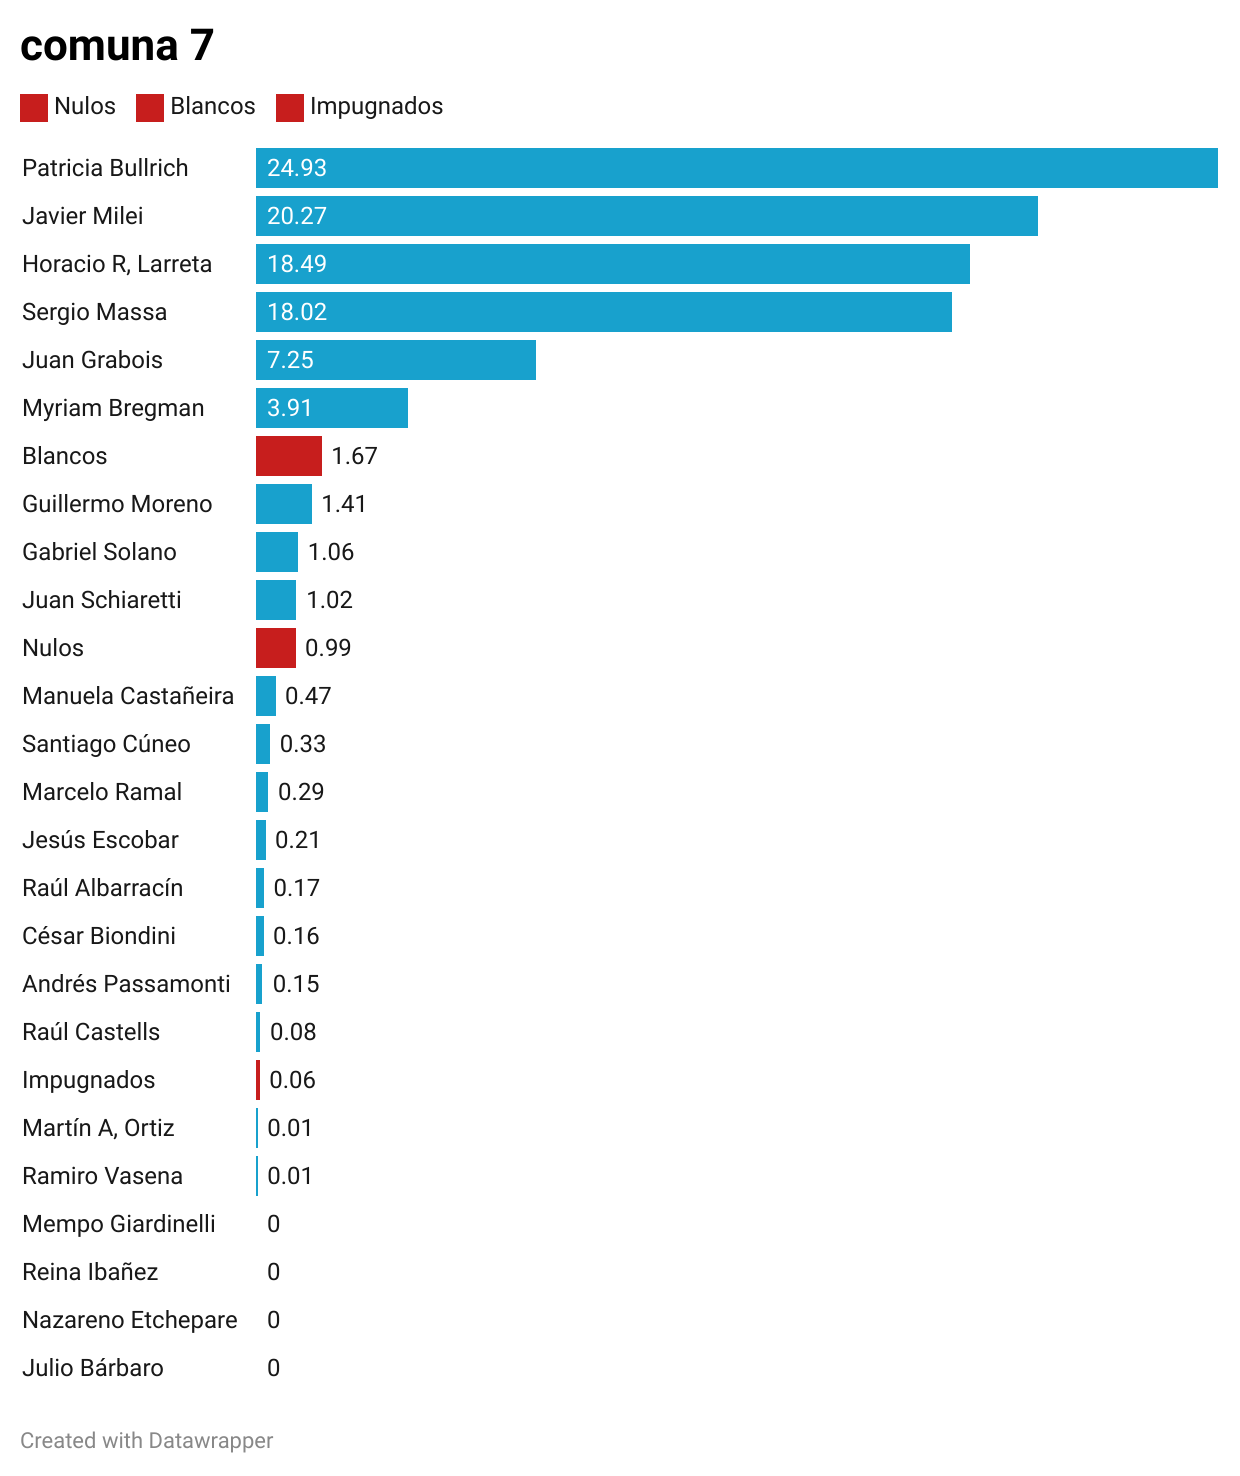 comuna 7
Nulos Blancos Impugnados
Patricia Bullrich 24.93
Javier Milei 20.27
Horacio R, Larreta 18.49
Sergio Massa 18.02
Juan Grabois 7.25
Myriam Bregman 3.91
Blancos 1.67
Guillermo Moreno 1.41
Gabriel Solano 1.06
Juan Schiaretti 1.02
Nulos 0.99
Manuela Castañeira 0.47
Santiago Cúneo 0.33
Marcelo Ramal 0.29
Jesús Escobar 0.21
Raúl Albarracín 0.17
César Biondini 0.16
Andrés Passamonti 0.15
Raúl Castells 0.08
Impugnados 0.06
Martín A, Ortiz 0.01
Ramiro Vasena 0.01
Mempo Giardinelli 0
Reina Ibañez 0
Nazareno Etchepare 0
Julio Bárbaro 0
Created with Datawrapper